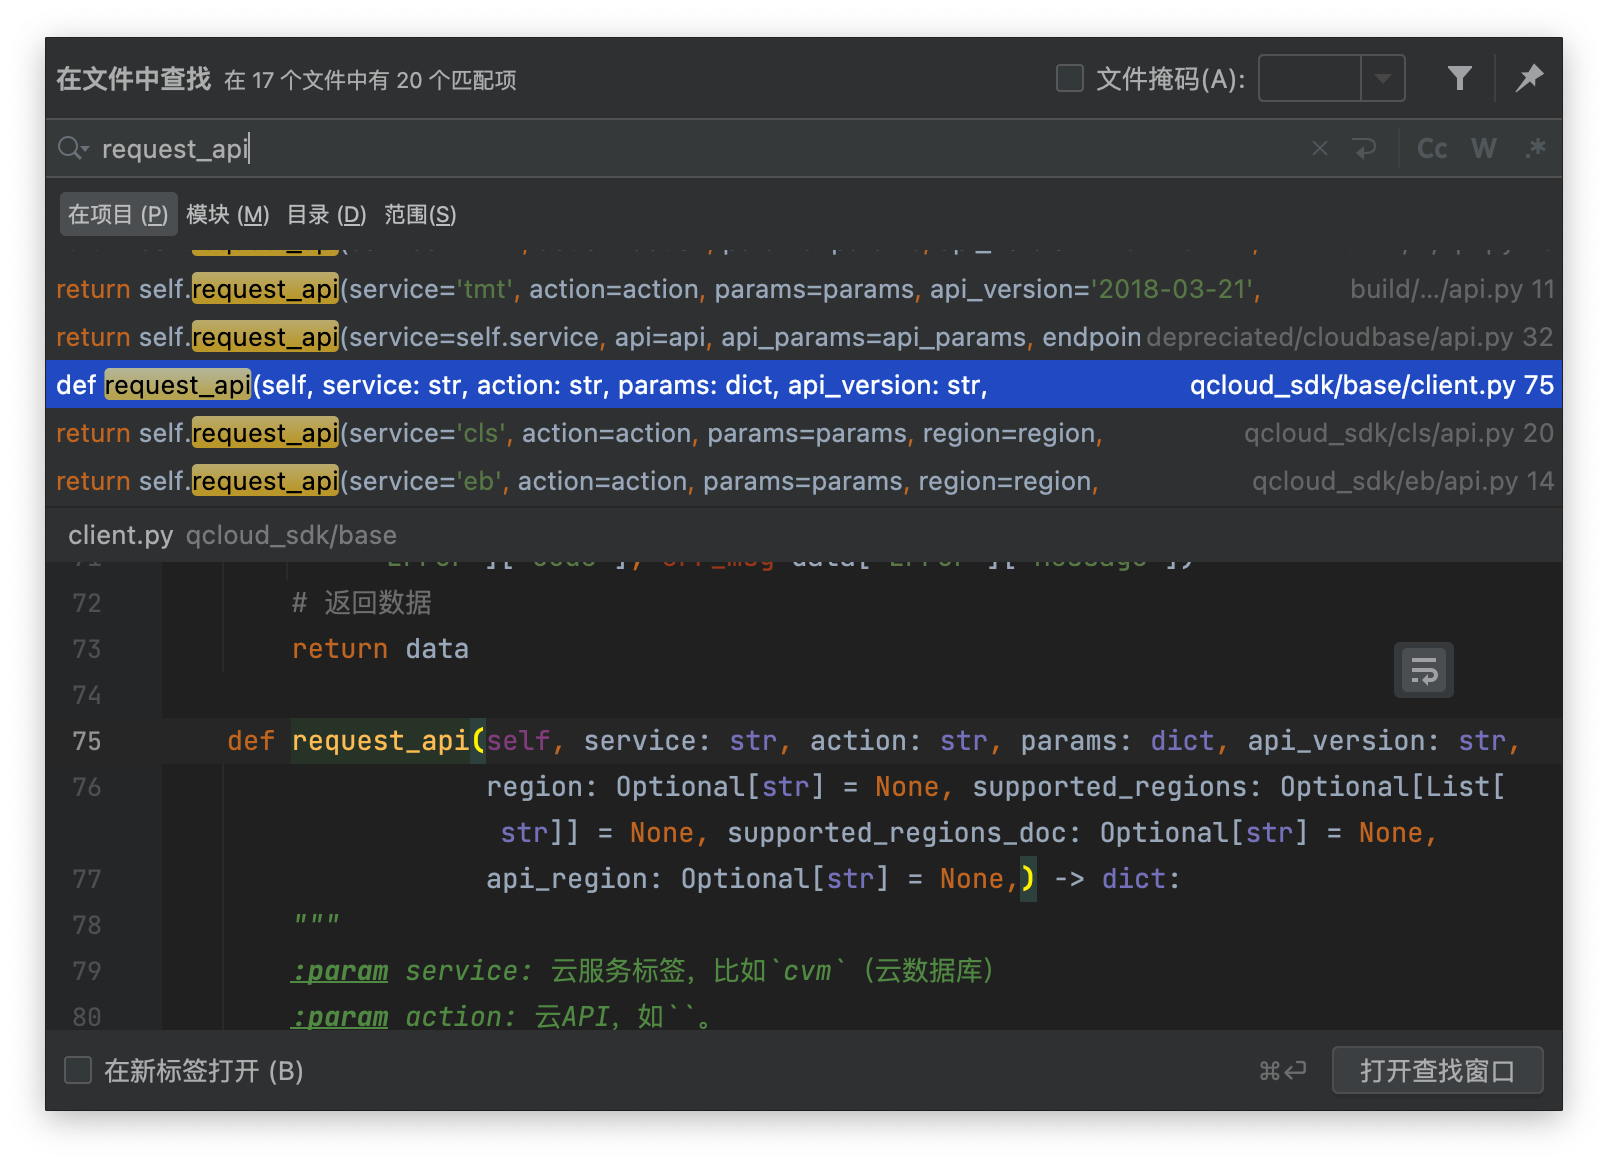 在文件中查找 在 17 个文件中有 20 个匹配项 文件掩码(A):
request_api Cc W .*
在项目 (P) 模块 (M) 目录 (D) 范围(S)
return self.request_api(service='tmt', action=action, params=params, api_version='2018-03-21', build/.../api.py 11
return self.request_api(service=self.service, api=api, api_params=api_params, endpoin depreciated/cloudbase/api.py 32
def request_api(self, service: str, action: str, params: dict, api_version: str, qcloud_sdk/base/client.py 75
return self.request_api(service='cls', action=action, params=params, region=region, qcloud_sdk/cls/api.py 20
return self.request_api(service='eb', action=action, params=params, region=region, qcloud_sdk/eb/api.py 14
client.py qcloud_sdk/base
72 # 返回数据
73 return data
74
75 def request_api(self, service: str, action: str, params: dict, api_version: str,
76 region: Optional[str] = None, supported_regions: Optional[List[
str]] = None, supported_regions_doc: Optional[str] = None,
77 api_region: Optional[str] = None,) -> dict:
78 """
79 :param service: 云服务标签，比如`cvm`（云数据库）
80 :param action: 云API，如``。
在新标签打开 (B) ⌘⏎ 打开查找窗口